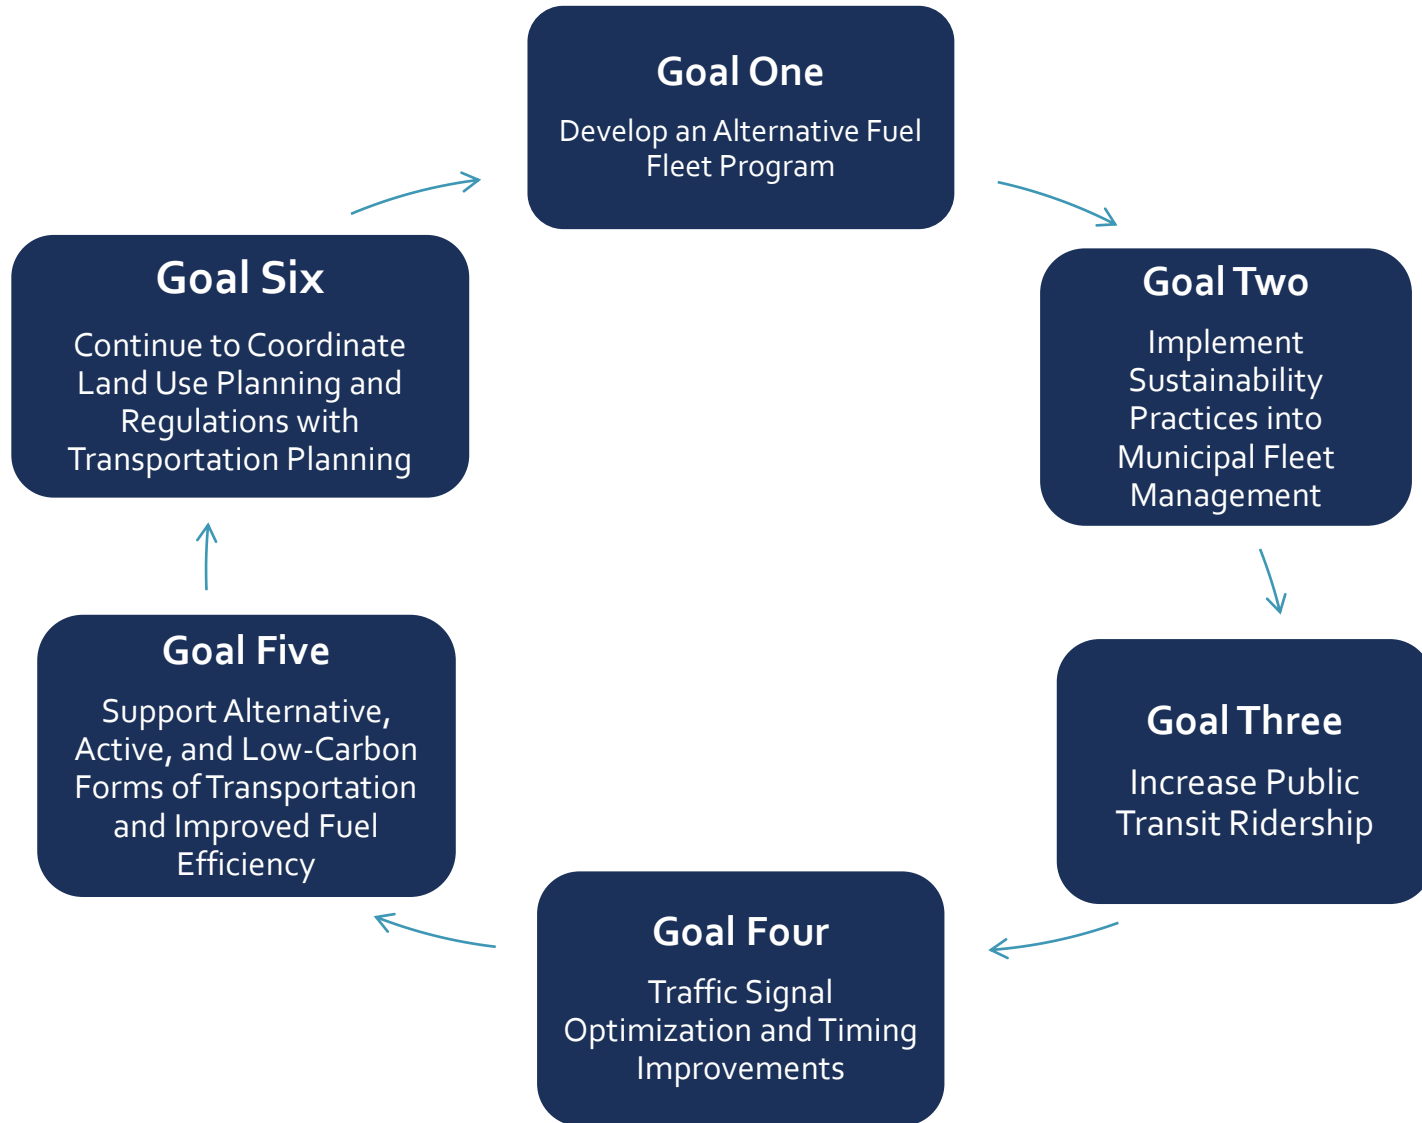 Goal One
Develop an Alternative Fuel
Fleet Program
Goal Two
Implement
Sustainability
Practices into
Municipal Fleet
Management
Goal Three
Increase Public
Transit Ridership
Goal Four
Traffic Signal
Optimization and Timing
Improvements
Goal Five
Support Alternative,
Active, and Low-Carbon
Forms of Transportation
and Improved Fuel
Efficiency
Goal Six
Continue to Coordinate
Land Use Planning and
Regulations with
Transportation Planning